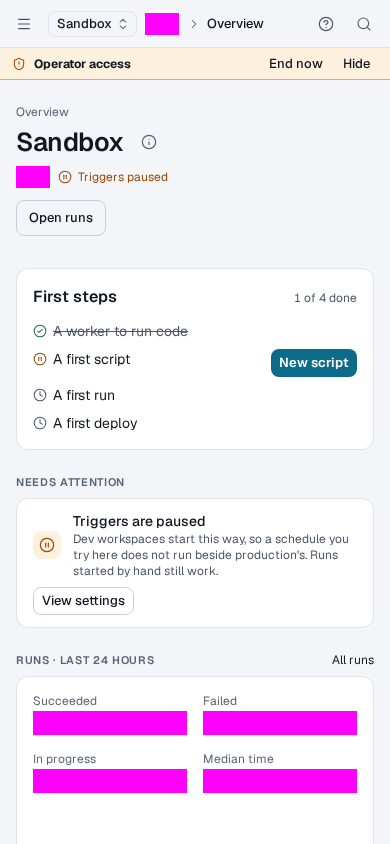 Sandbox
Overview
Operator access
End now
Hide
Overview
Sandbox
Triggers paused
Open runs
First steps
1 of 4 done
A worker to run code
A first script
New script
A first run
A first deploy
NEEDS ATTENTION
Triggers are paused
Dev workspaces start this way, so a schedule you
try here does not run beside production's. Runs
started by hand still work.
View settings
RUNS · LAST 24 HOURS
All runs
Succeeded
Failed
In progress
Median time